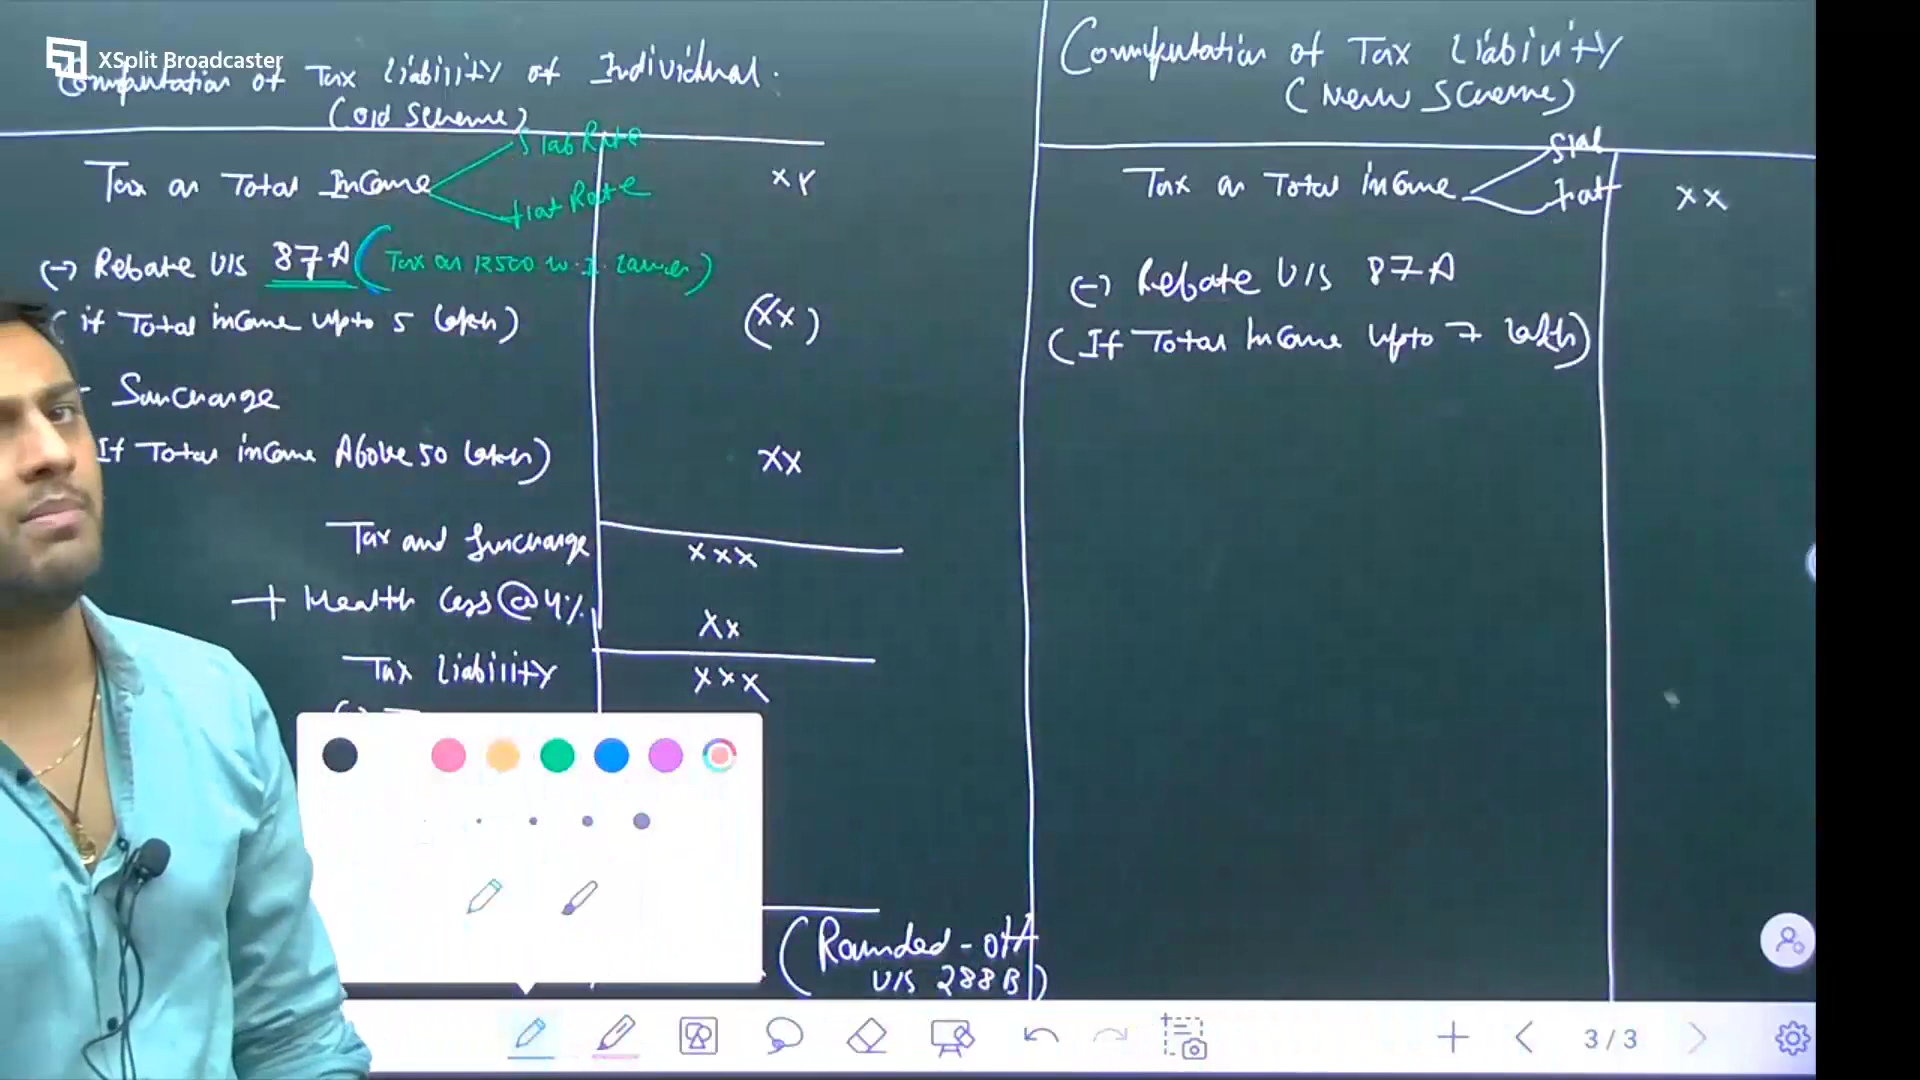 XSplit Broadcaster
Computation of Tax Liability of Individual.
(Old Scheme)
Tax on Total Income
Slab Rate
flat Rate
XX
(-) Rebate U/S 87A (Tax or 12500 w.I. Lower)
(if Total income upto 5 lakh)
(XX)
Surcharge
If Total income Above 50 lakh)
XX
Tax and Surcharge
XXX
+ Health Cess @ 4%
XX
Tax Liability
XXX
(Rounded-off
U/S 288B)
Computation of Tax Liability
(New Scheme)
Tax on Total income
Slab
flat
XX
(-) Rebate U/S 87A
(If Total Income upto 7 lakh)
3/3